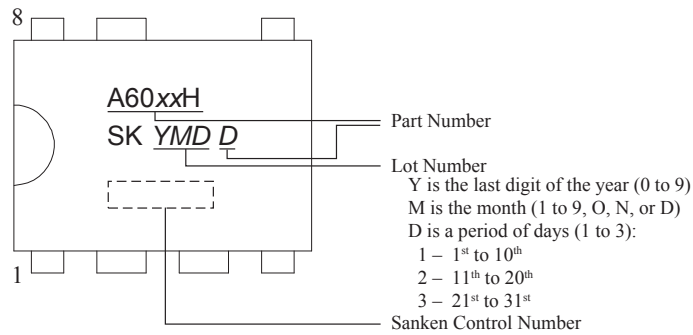 8
A60xxH
SK YMD D
1
Part Number
Lot Number
Y is the last digit of the year (0 to 9)
M is the month (1 to 9, O, N, or D)
D is a period of days (1 to 3):
1 – 1st to 10th
2 – 11th to 20th
3 – 21st to 31st
Sanken Control Number